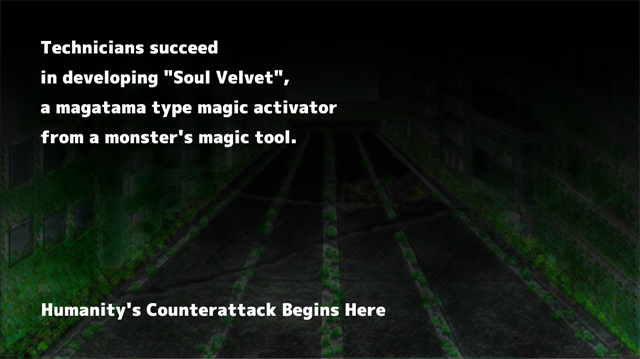 Technicians succeed
in developing "Soul Velvet",
a magatama type magic activator
from a monster's magic tool.
Humanity's Counterattack Begins Here